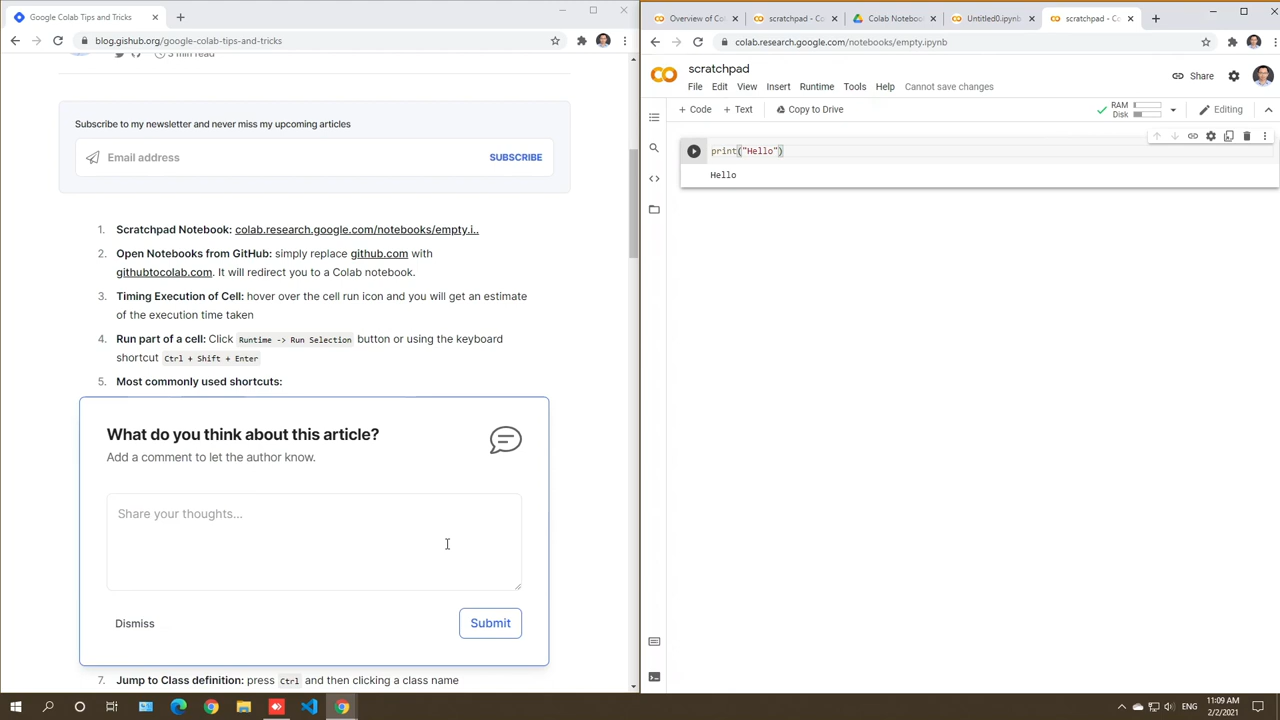 Google Colab Tips and Tricks
blog.gishub.org/google-colab-tips-and-tricks
3 min read
Subscribe to my newsletter and never miss my upcoming articles
Email address
SUBSCRIBE
1. Scratchpad Notebook: colab.research.google.com/notebooks/empty.i..
2. Open Notebooks from GitHub: simply replace github.com with
githubtocolab.com. It will redirect you to a Colab notebook.
3. Timing Execution of Cell: hover over the cell run icon and you will get an estimate
of the execution time taken
4. Run part of a cell: Click Runtime -> Run Selection button or using the keyboard
shortcut Ctrl + Shift + Enter
5. Most commonly used shortcuts:
What do you think about this article?
Add a comment to let the author know.
Share your thoughts...
Dismiss
Submit
7. Jump to Class definition: press Ctrl and then clicking a class name
Overview of Col
scratchpad - Co
Colab Notebook
Untitled0.ipynb
scratchpad - Co
colab.research.google.com/notebooks/empty.ipynb
scratchpad
Share
File Edit View Insert Runtime Tools Help Cannot save changes
+ Code + Text Copy to Drive
RAM
Disk
Editing
print("Hello")
Hello
ENG
11:09 AM
2/2/2021